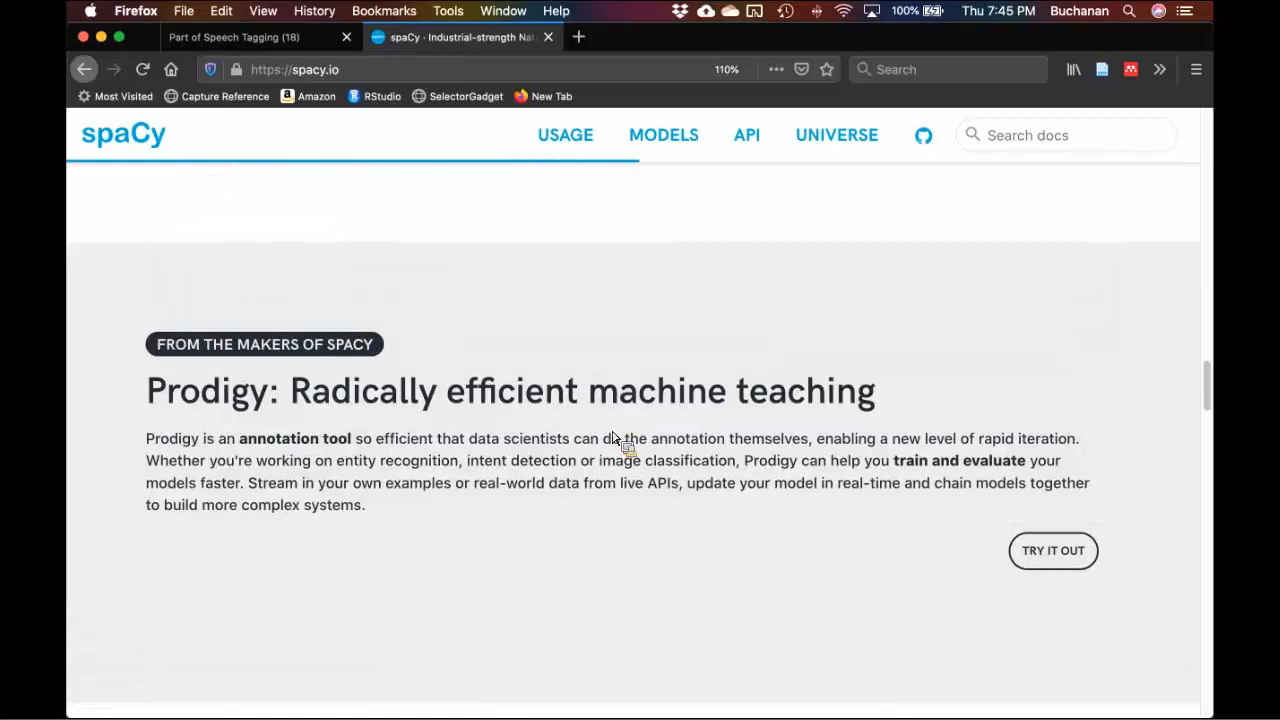 Firefox File Edit View History Bookmarks Tools Window Help 100% Thu 7:45 PM Buchanan
Part of Speech Tagging (18) spaCy · Industrial-strength Nat
https://spacy.io 110% Search
Most Visited Capture Reference Amazon RStudio SelectorGadget New Tab
spaCy USAGE MODELS API UNIVERSE Search docs
FROM THE MAKERS OF SPACY
Prodigy: Radically efficient machine teaching
Prodigy is an annotation tool so efficient that data scientists can do the annotation themselves, enabling a new level of rapid iteration.
Whether you're working on entity recognition, intent detection or image classification, Prodigy can help you train and evaluate your
models faster. Stream in your own examples or real-world data from live APIs, update your model in real-time and chain models together
to build more complex systems.
TRY IT OUT